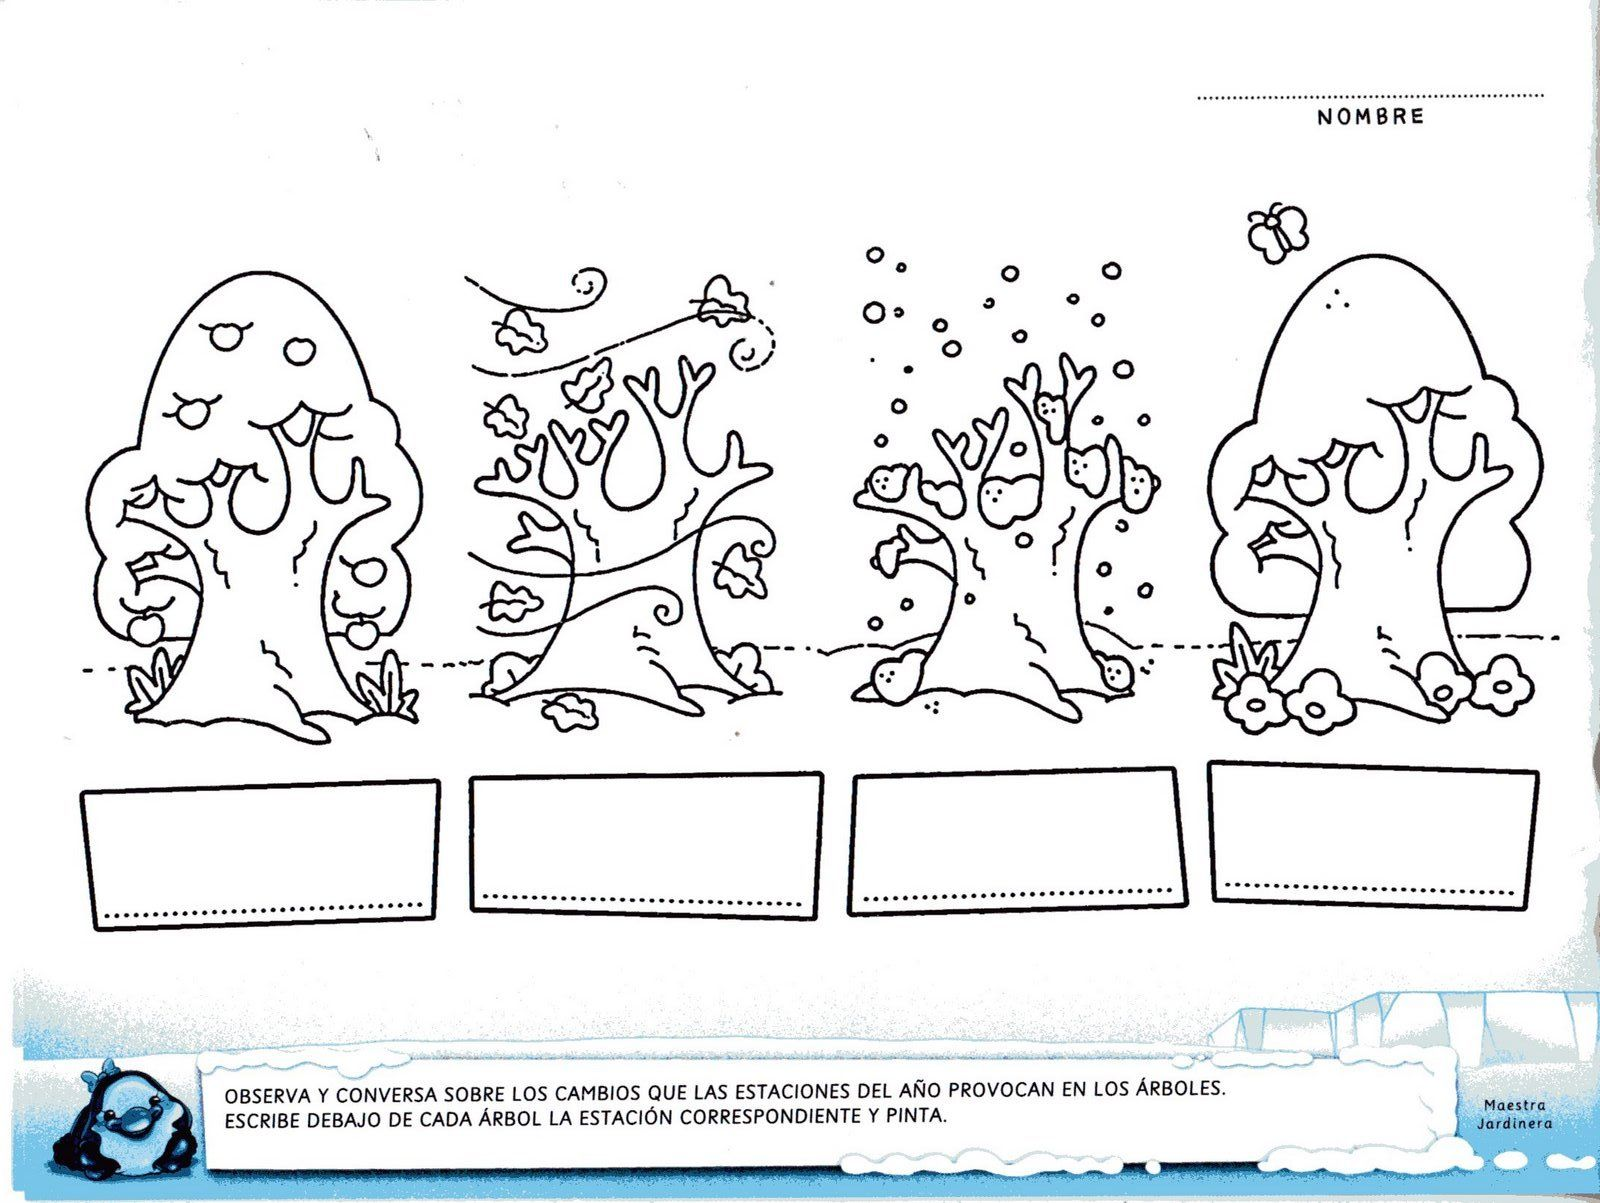 NOMBRE
OBSERVA Y CONVERSA SOBRE LOS CAMBIOS QUE LAS ESTACIONES DEL AÑO PROVOCAN EN LOS ÁRBOLES.
ESCRIBE DEBAJO DE CADA ÁRBOL LA ESTACIÓN CORRESPONDIENTE Y PINTA.
Maestra
Jardinera